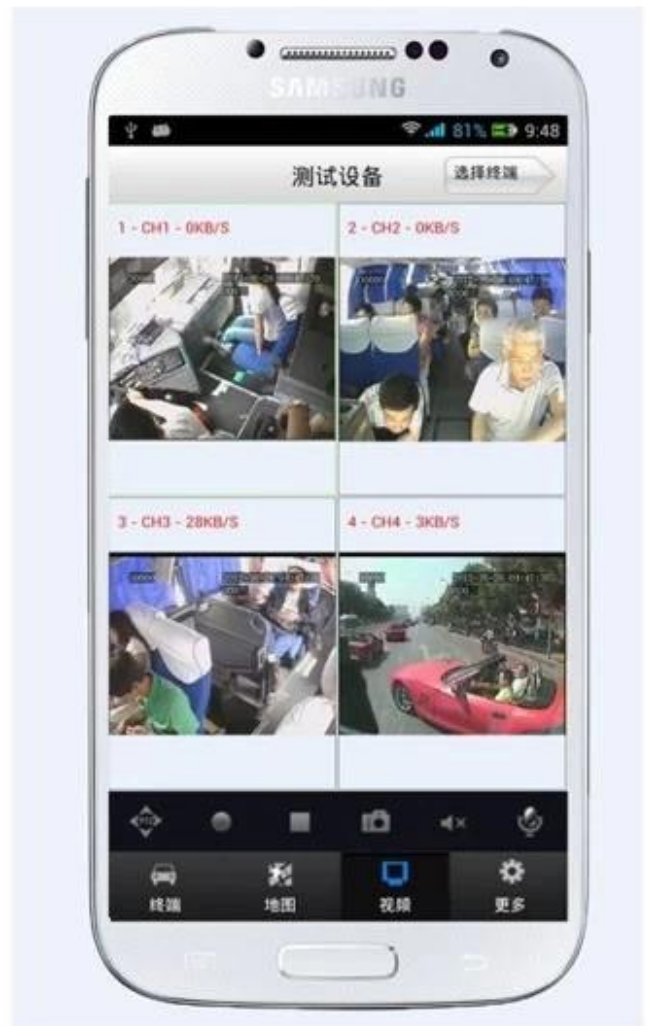 SAMSUNG
81% 9:48
测试设备 选择终端
1 - CH1 - 0KB/S 2 - CH2 - 0KB/S
3 - CH3 - 28KB/S 4 - CH4 - 3KB/S
PTZ
终端 地图 视频 更多